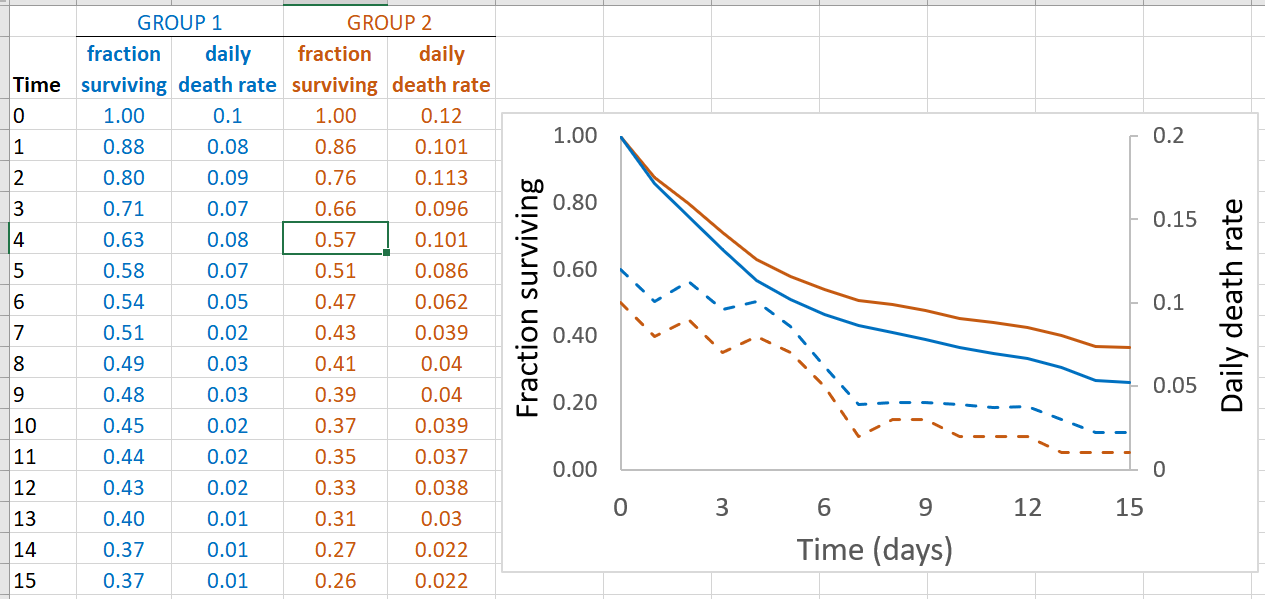 GROUP 1 GROUP 2
fraction daily fraction daily
Time surviving death rate surviving death rate
0 1.00 0.1 1.00 0.12
1 0.88 0.08 0.86 0.101
2 0.80 0.09 0.76 0.113
3 0.71 0.07 0.66 0.096
4 0.63 0.08 0.57 0.101
5 0.58 0.07 0.51 0.086
6 0.54 0.05 0.47 0.062
7 0.51 0.02 0.43 0.039
8 0.49 0.03 0.41 0.04
9 0.48 0.03 0.39 0.04
10 0.45 0.02 0.37 0.039
11 0.44 0.02 0.35 0.037
12 0.43 0.02 0.33 0.038
13 0.40 0.01 0.31 0.03
14 0.37 0.01 0.27 0.022
15 0.37 0.01 0.26 0.022
Fraction surviving
1.00
0.80
0.60
0.40
0.20
0.00
0.2
0.15
0.1
0.05
0
Daily death rate
0 3 6 9 12 15
Time (days)